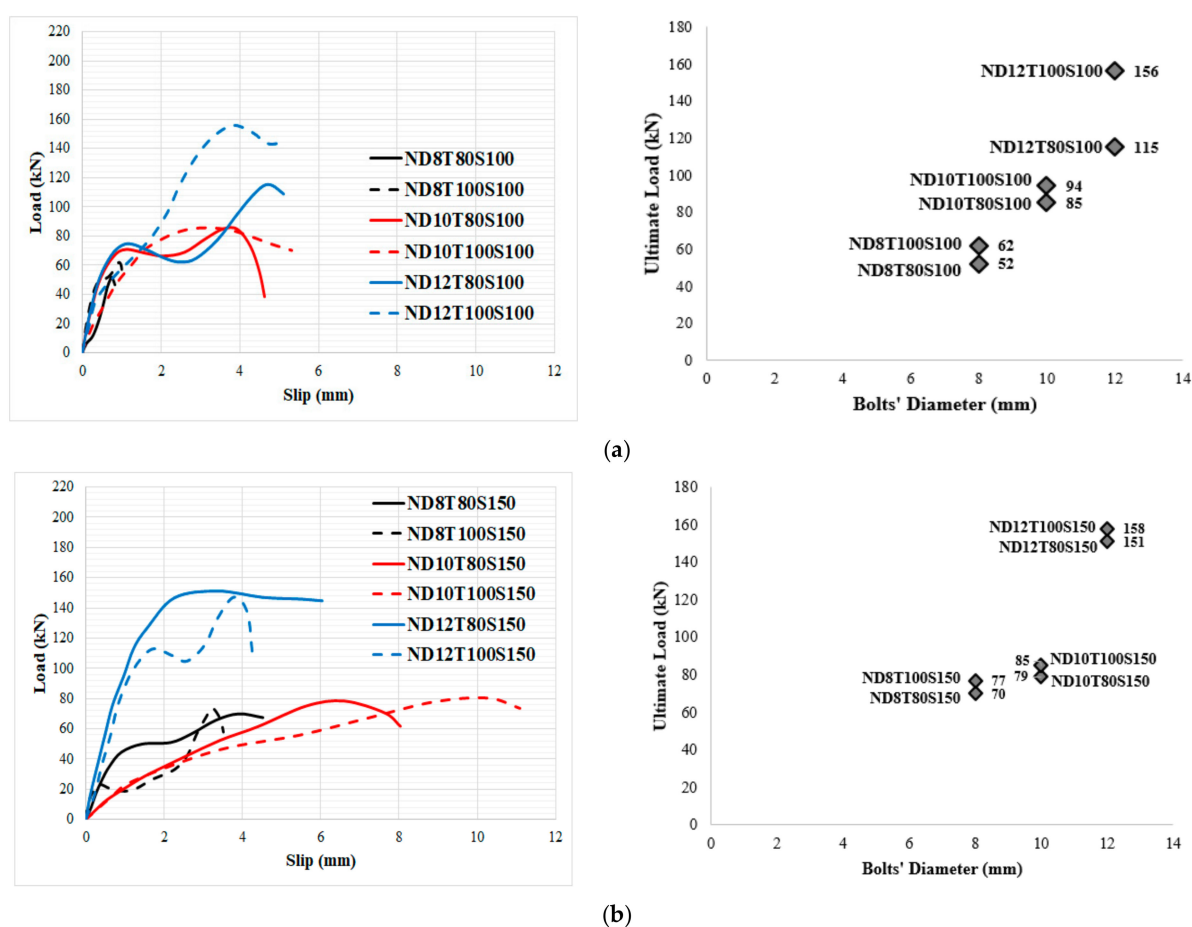 220
200
180
160
140
120
100
80
60
40
20
0
Load (kN)
0 2 4 6 8 10 12
Slip (mm)
ND8T80S100
ND8T100S100
ND10T80S100
ND10T100S100
ND12T80S100
ND12T100S100
180
160
140
120
100
80
60
40
20
0
Ultimate Load (kN)
ND12T100S100 156
ND12T80S100 115
ND10T100S100 94
ND10T80S100 85
ND8T100S100 62
ND8T80S100 52
0 2 4 6 8 10 12 14
Bolts' Diameter (mm)
(a)
220
200
180
160
140
120
100
80
60
40
20
0
Load (kN)
0 2 4 6 8 10 12
Slip (mm)
ND8T80S150
ND8T100S150
ND10T80S150
ND10T100S150
ND12T80S150
ND12T100S150
180
160
140
120
100
80
60
40
20
0
Ultimate Load (kN)
ND12T100S150 158
ND12T80S150 151
85 ND10T100S150
79 ND10T80S150
ND8T100S150 77
ND8T80S150 70
0 2 4 6 8 10 12 14
Bolts' Diameter (mm)
(b)